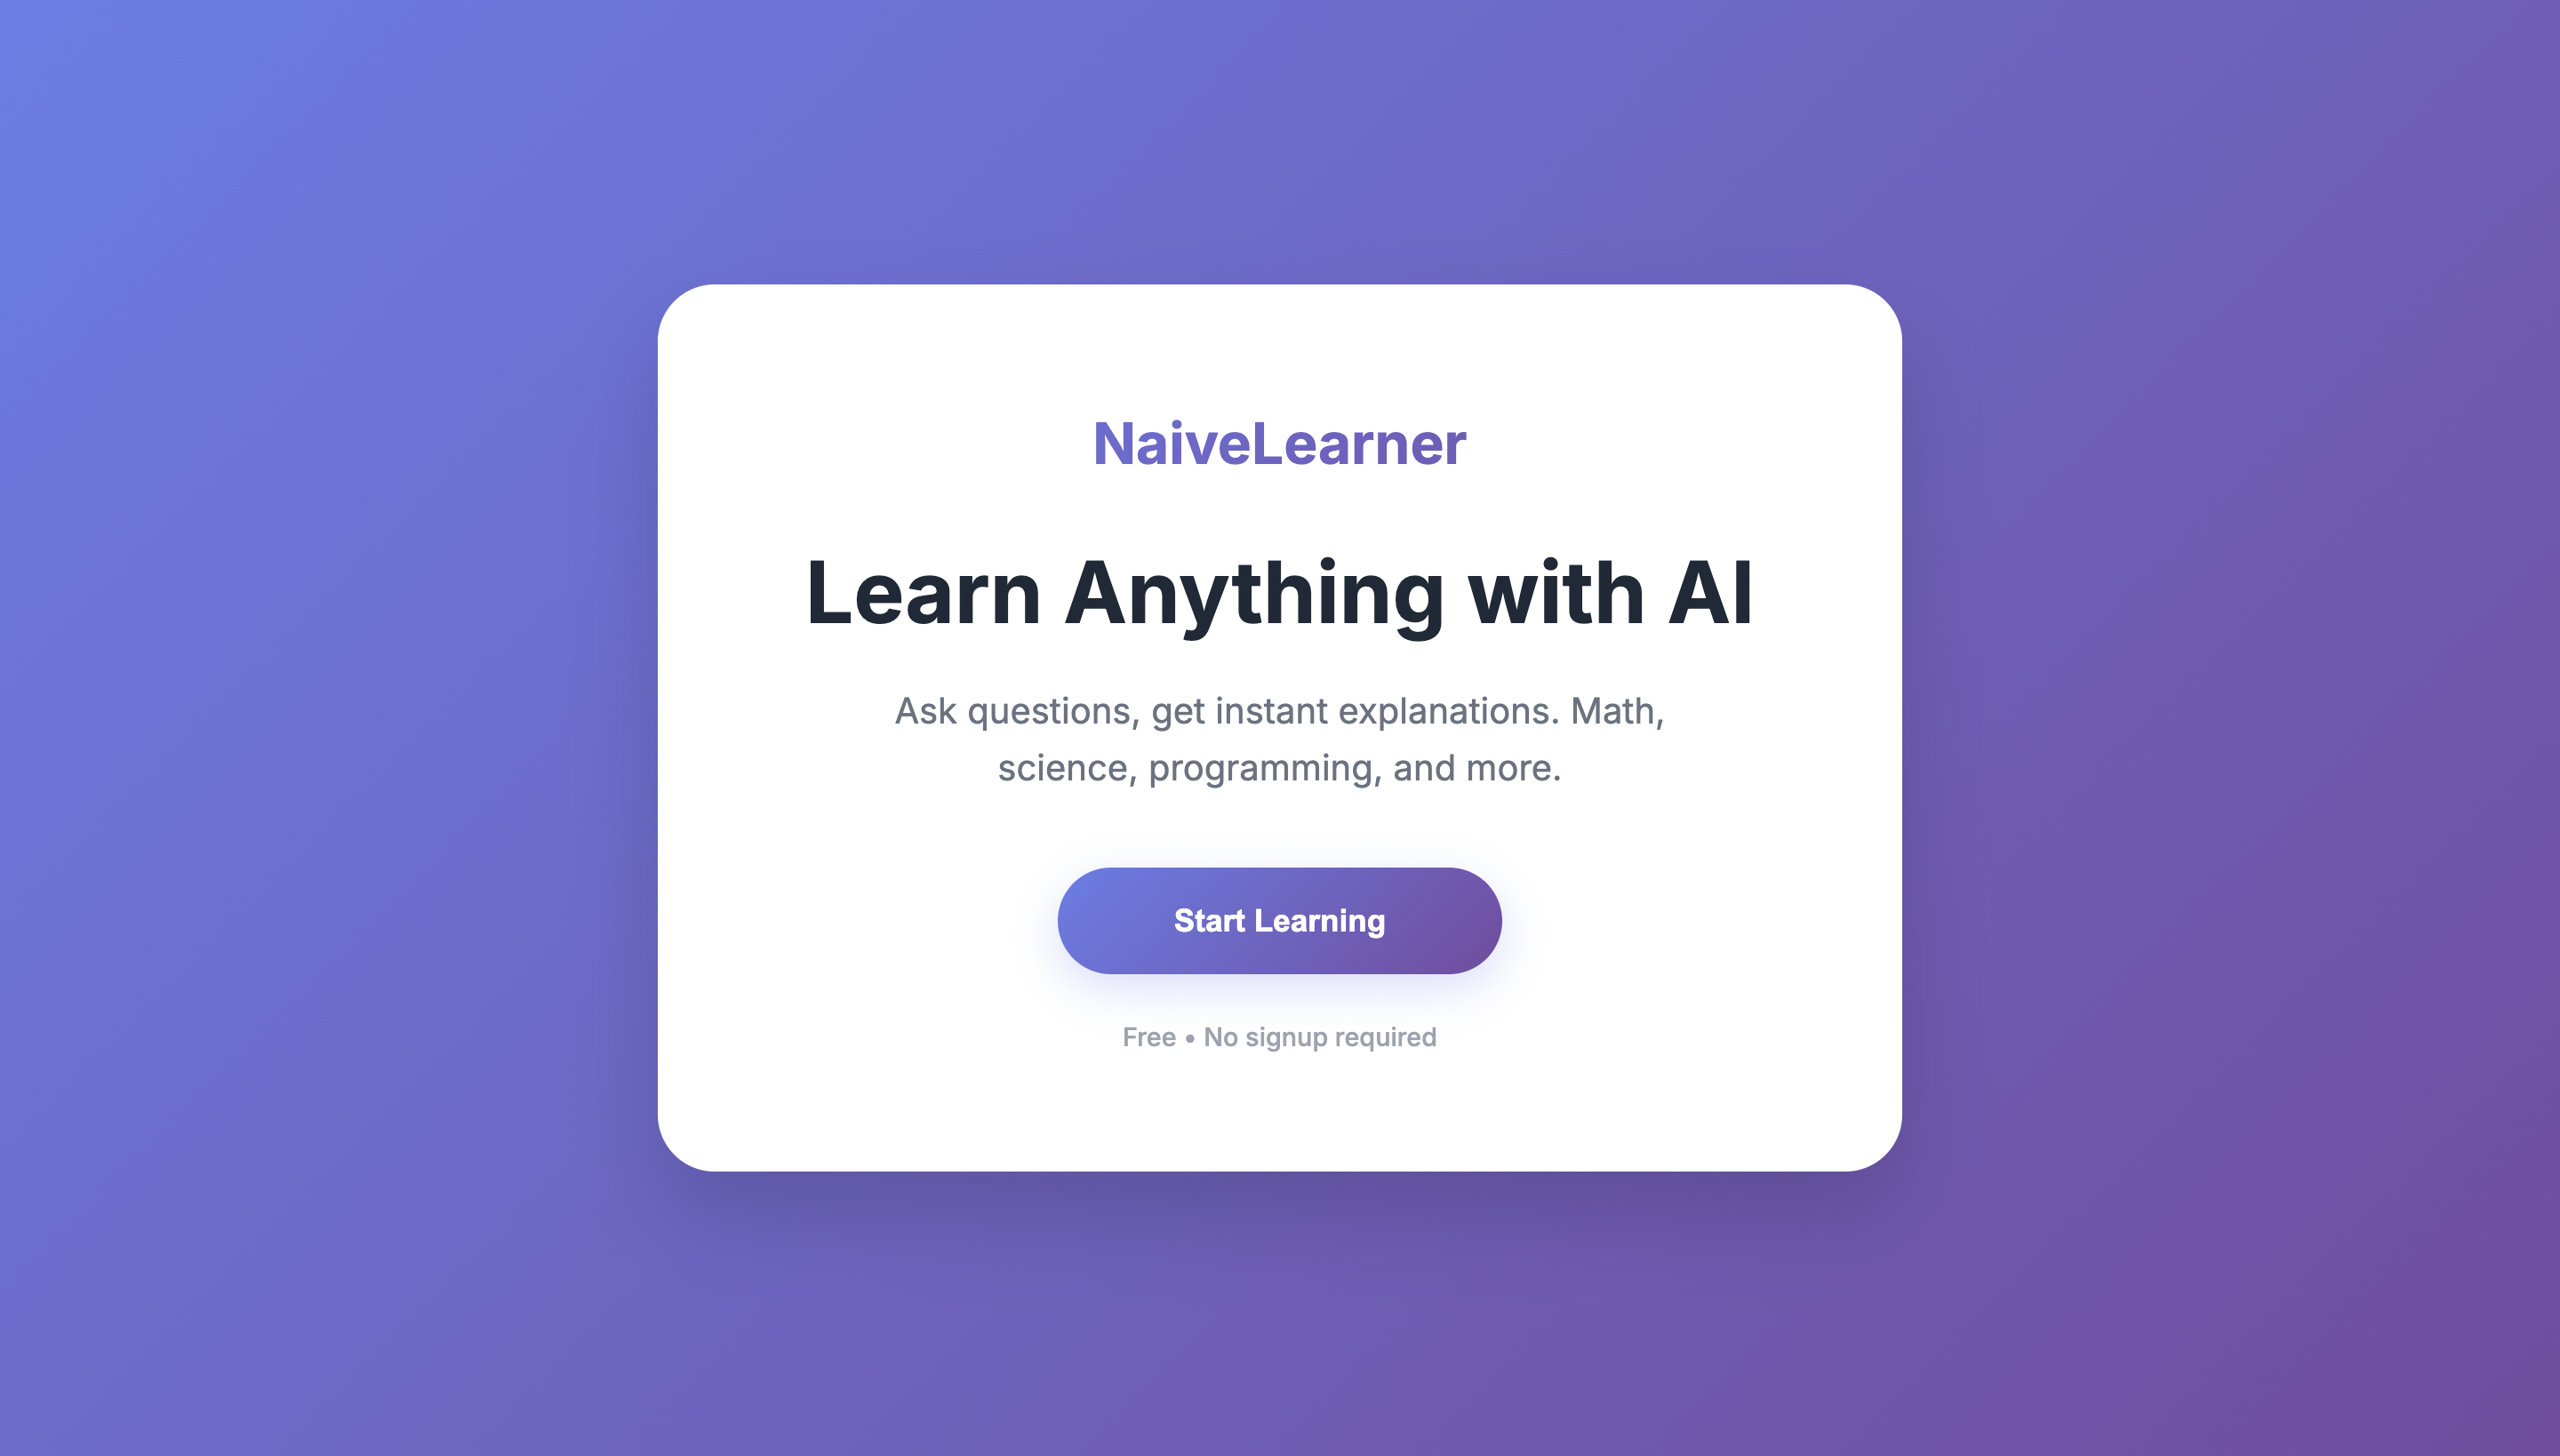 NaiveLearner
Learn Anything with AI
Ask questions, get instant explanations. Math,
science, programming, and more.
Start Learning
Free • No signup required